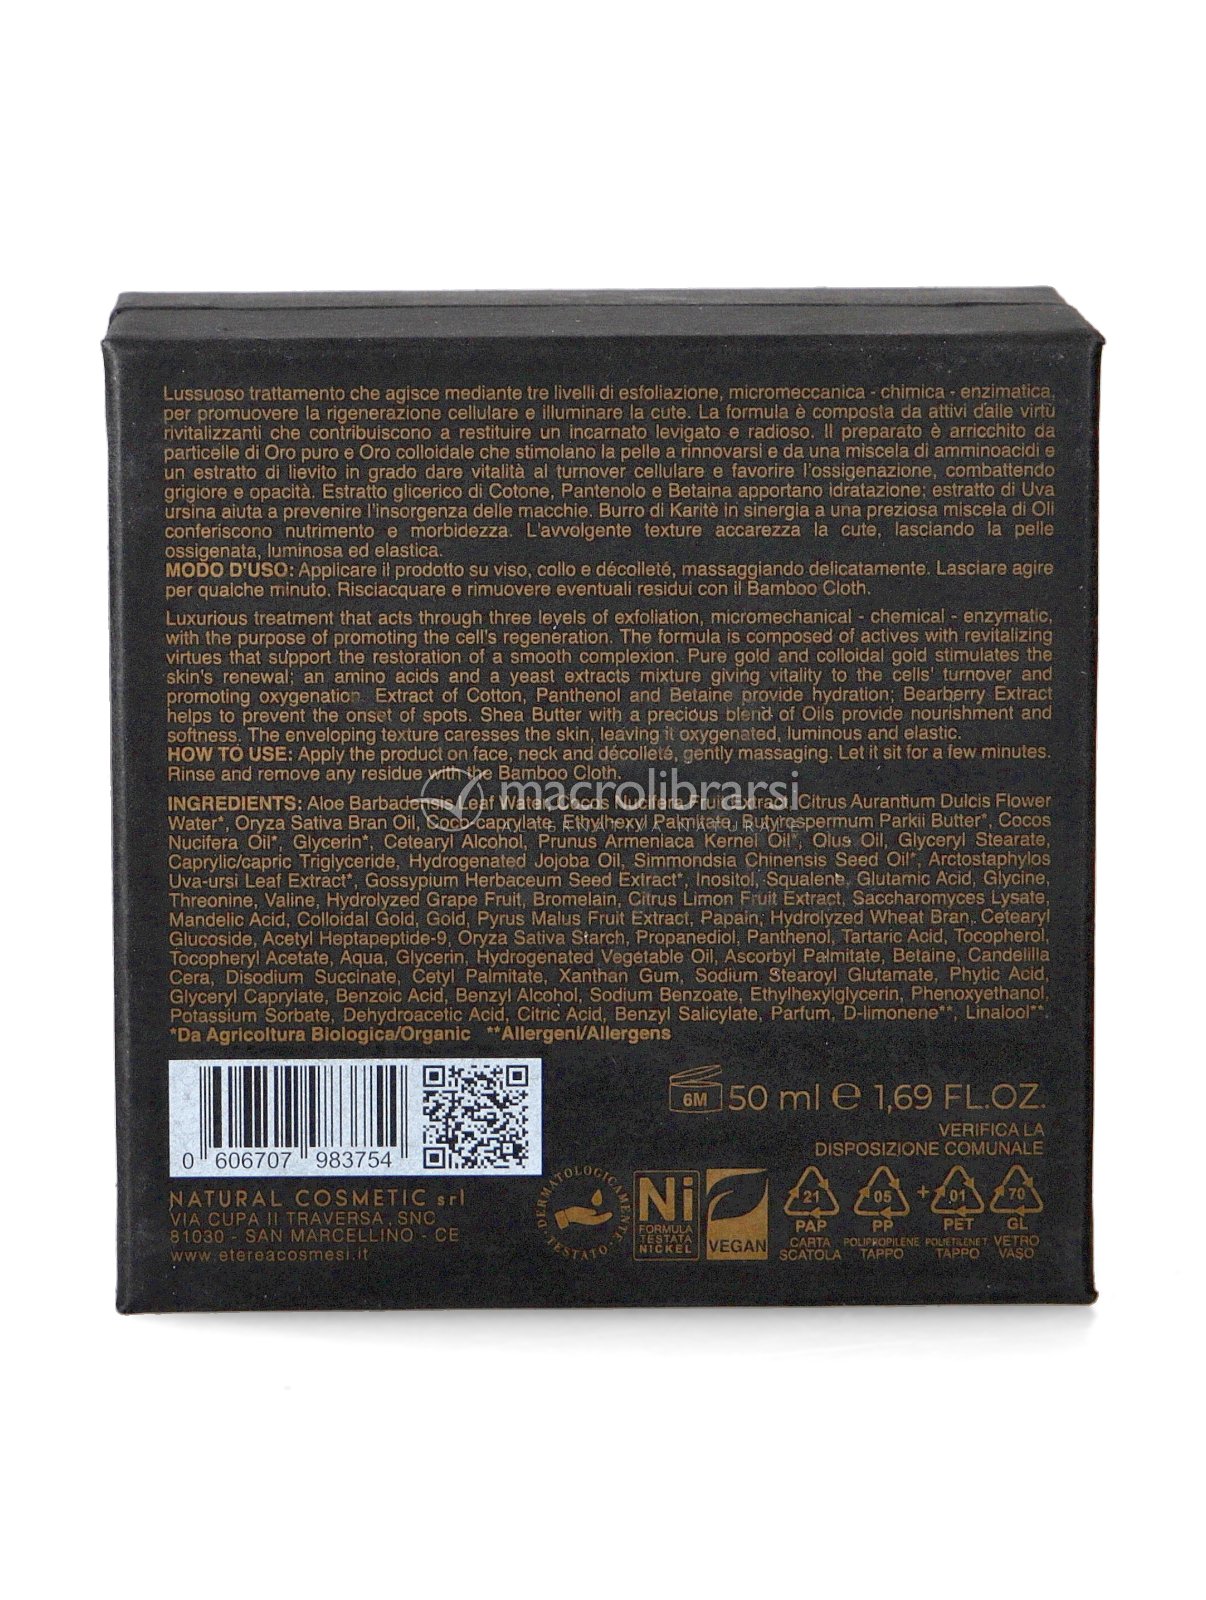 Lussuoso trattamento che agisce mediante tre livelli di esfoliazione, micromeccanica - chimica - enzimatica,
per promuovere la rigenerazione cellulare e illuminare la cute. La formula è composta da attivi dalle virtù
rivitalizzanti che contribuiscono a restituire un incarnato levigato e radioso. Il preparato è arricchito da
particelle di Oro puro e Oro colloidale che stimolano la pelle a rinnovarsi e da una miscela di amminoacidi e
un estratto di lievito in grado dare vitalità al turnover cellulare e favorire l'ossigenazione, combattendo
grigiore e opacità. Estratto glicerico di Cotone, Pantenolo e Betaina apportano idratazione; estratto di Uva
ursina aiuta a prevenire l'insorgenza delle macchie. Burro di Karitè in sinergia a una preziosa miscela di Oli
conferiscono nutrimento e morbidezza. L'avvolgente texture accarezza la cute, lasciando la pelle
ossigenata, luminosa ed elastica.
MODO D'USO: Applicare il prodotto su viso, collo e décolleté, massaggiando delicatamente. Lasciare agire
per qualche minuto. Risciacquare e rimuovere eventuali residui con il Bamboo Cloth.
Luxurious treatment that acts through three levels of exfoliation, micromechanical - chemical - enzymatic,
with the purpose of promoting the cell's regeneration. The formula is composed of actives with revitalizing
virtues that support the restoration of a smooth complexion. Pure gold and colloidal gold stimulates the
skin's renewal; an amino acids and a yeast extracts mixture giving vitality to the cells' turnover and
promoting oxygenation. Extract of Cotton, Panthenol and Betaine provide hydration; Bearberry Extract
helps to prevent the onset of spots. Shea Butter with a precious blend of Oils provide nourishment and
softness. The enveloping texture caresses the skin, leaving it oxygenated, luminous and elastic.
HOW TO USE: Apply the product on face, neck and décolleté, gently massaging. Let it sit for a few minutes.
Rinse and remove any residue with the Bamboo Cloth.
macrolibrarsi
ALTERNATIVA NATURALE
INGREDIENTS: Aloe Barbadensis Leaf Water, Cocos Nucifera Fruit Extract, Citrus Aurantium Dulcis Flower
Water*, Oryza Sativa Bran Oil, Coco-caprylate, Ethylhexyl Palmitate, Butyrospermum Parkii Butter*, Cocos
Nucifera Oil*, Glycerin*, Cetearyl Alcohol, Prunus Armeniaca Kernel Oil*, Olus Oil, Glyceryl Stearate,
Caprylic/capric Triglyceride, Hydrogenated Jojoba Oil, Simmondsia Chinensis Seed Oil*, Arctostaphylos
Uva-ursi Leaf Extract*, Gossypium Herbaceum Seed Extract*, Inositol, Squalene, Glutamic Acid, Glycine,
Threonine, Valine, Hydrolyzed Grape Fruit, Bromelain, Citrus Limon Fruit Extract, Saccharomyces Lysate,
Mandelic Acid, Colloidal Gold, Gold, Pyrus Malus Fruit Extract, Papain, Hydrolyzed Wheat Bran, Cetearyl
Glucoside, Acetyl Heptapeptide-9, Oryza Sativa Starch, Propanediol, Panthenol, Tartaric Acid, Tocopherol,
Tocopheryl Acetate, Aqua, Glycerin, Hydrogenated Vegetable Oil, Ascorbyl Palmitate, Betaine, Candelilla
Cera, Disodium Succinate, Cetyl Palmitate, Xanthan Gum, Sodium Stearoyl Glutamate, Phytic Acid,
Glyceryl Caprylate, Benzoic Acid, Benzyl Alcohol, Sodium Benzoate, Ethylhexylglycerin, Phenoxyethanol,
Potassium Sorbate, Dehydroacetic Acid, Citric Acid, Benzyl Salicylate, Parfum, D-limonene**, Linalool**.
*Da Agricoltura Biologica/Organic **Allergeni/Allergens
0 606707 983754
6M 50 ml ℮ 1,69 FL.OZ.
VERIFICA LA
DISPOSIZIONE COMUNALE
NATURAL COSMETIC srl
VIA CUPA II TRAVERSA, SNC
81030 - SAN MARCELLINO - CE
www.etereacosmesi.it
DERMATOLOGICAMENTE TESTATO
Ni
FORMULA
TESTATA
NICKEL
VEGAN
21 05 + 01 70
PAP PP PET GL
CARTA POLIPROPILENE POLIETILENE T. VETRO
SCATOLA TAPPO TAPPO VASO